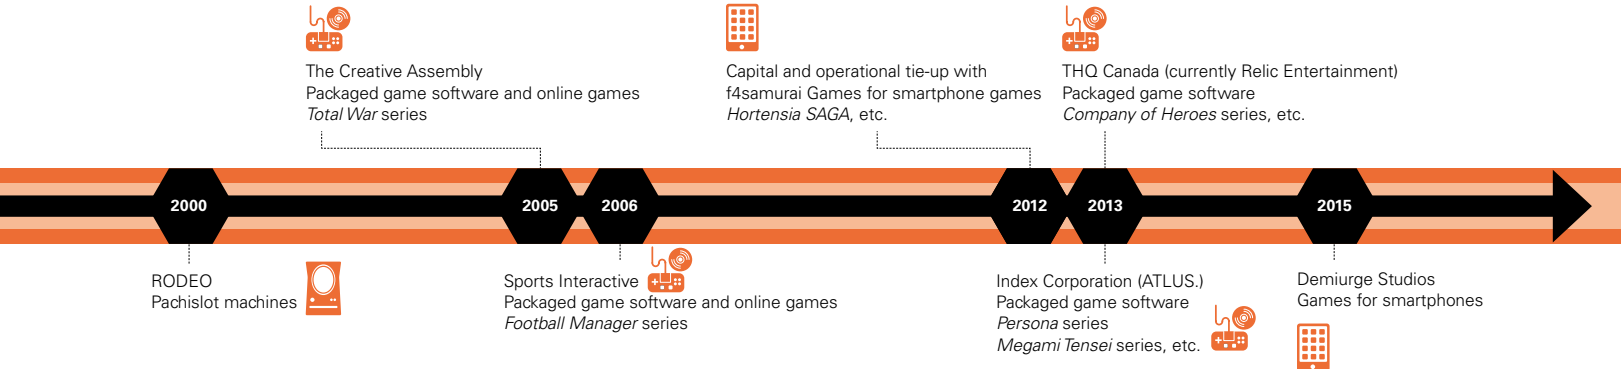 The Creative Assembly
Packaged game software and online games
Total War series
Capital and operational tie-up with
f4samurai Games for smartphone games
Hortensia SAGA, etc.
THQ Canada (currently Relic Entertainment)
Packaged game software
Company of Heroes series, etc.
2000
2005
2006
2012
2013
2015
RODEO
Pachislot machines
Sports Interactive
Packaged game software and online games
Football Manager series
Index Corporation (ATLUS.)
Packaged game software
Persona series
Megami Tensei series, etc.
Demiurge Studios
Games for smartphones